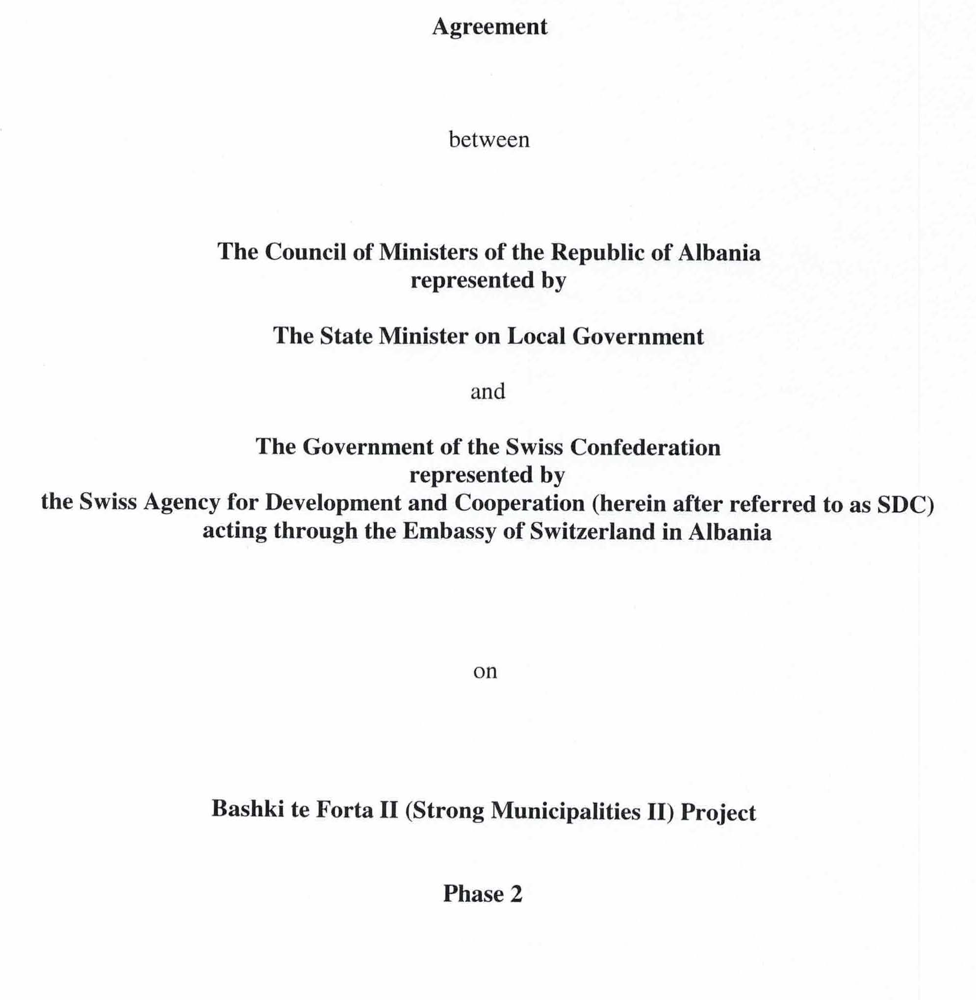 Agreement
between
The Council of Ministers of the Republic of Albania
represented by
The State Minister on Local Government
and
The Government of the Swiss Confederation
represented by
the Swiss Agency for Development and Cooperation (herein after referred to as SDC)
acting through the Embassy of Switzerland in Albania
on
Bashki te Forta II (Strong Municipalities II) Project
Phase 2